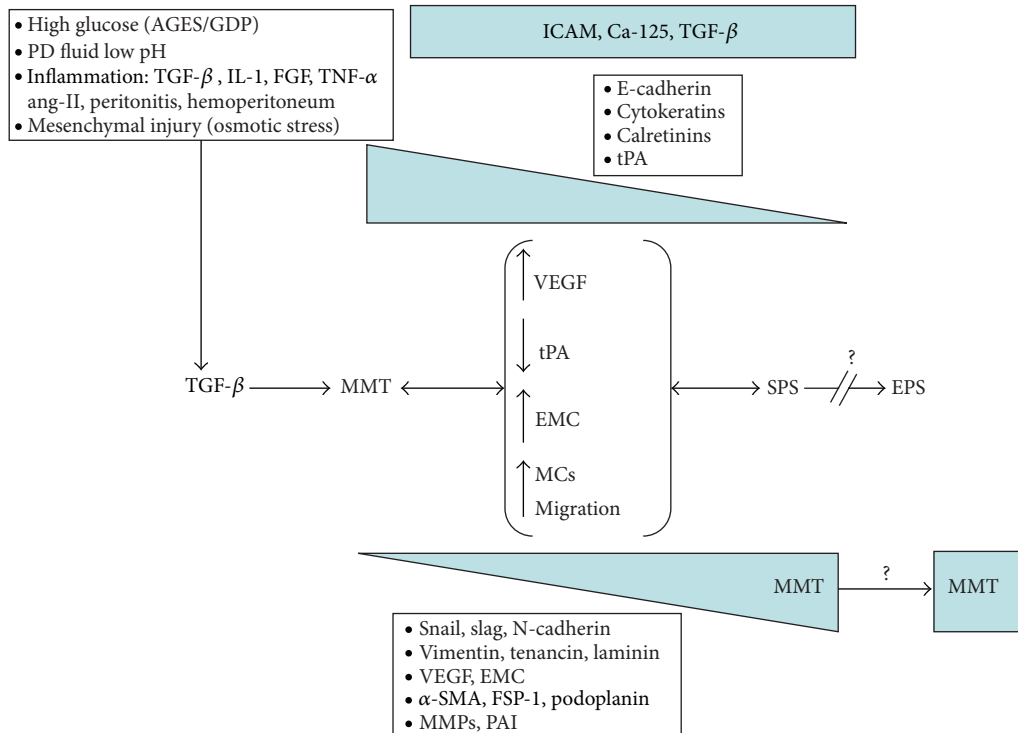 • High glucose (AGES/GDP)
• PD fluid low pH
• Inflammation: TGF-β , IL-1, FGF, TNF-α
ang-II, peritonitis, hemoperitoneum
• Mesenchymal injury (osmotic stress)
ICAM, Ca-125, TGF-β
• E-cadherin
• Cytokeratins
• Calretinins
• tPA
VEGF
tPA
?
TGF-β
MMT
SPS
EPS
EMC
MCs
Migration
MMT
?
MMT
• Snail, slag, N-cadherin
• Vimentin, tenancin, laminin
• VEGF, EMC
• α-SMA, FSP-1, podoplanin
• MMPs, PAI